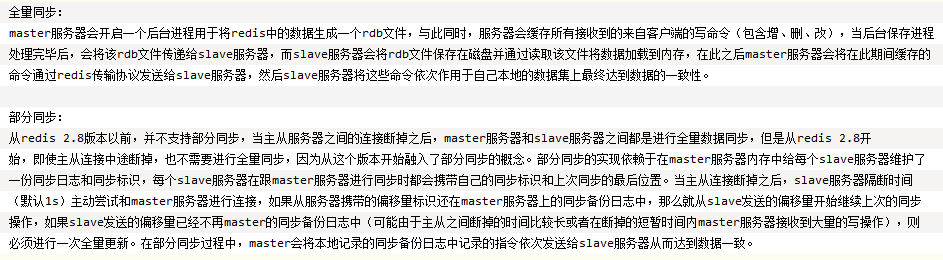 全量同步：
master服务器会开启一个后台进程用于将redis中的数据生成一个rdb文件，与此同时，服务器会缓存所有接收到的来自客户端的写命令（包含增、删、改），当后台保存进程
处理完毕后，会将该rdb文件传递给slave服务器，而slave服务器会将rdb文件保存在磁盘并通过读取该文件将数据加载到内存，在此之后master服务器会将在此期间缓存的
命令通过redis传输协议发送给slave服务器，然后slave服务器将这些命令依次作用于自己本地的数据集上最终达到数据的一致性。
部分同步：
从redis 2.8版本以前，并不支持部分同步，当主从服务器之间的连接断掉之后，master服务器和slave服务器之间都是进行全量数据同步，但是从redis 2.8开
始，即使主从连接中途断掉，也不需要进行全量同步，因为从这个版本开始融入了部分同步的概念。部分同步的实现依赖于在master服务器内存中给每个slave服务器维护了
一份同步日志和同步标识，每个slave服务器在跟master服务器进行同步时都会携带自己的同步标识和上次同步的最后位置。当主从连接断掉之后，slave服务器隔断时间
（默认1s）主动尝试和master服务器进行连接，如果从服务器携带的偏移量标识还在master服务器上的同步备份日志中，那么就从slave发送的偏移量开始继续上次的同步
操作，如果slave发送的偏移量已经不再master的同步备份日志中（可能由于主从之间断掉的时间比较长或者在断掉的短暂时间内master服务器接收到大量的写操作），则
必须进行一次全量更新。在部分同步过程中，master会将本地记录的同步备份日志中记录的指令依次发送给slave服务器从而达到数据一致。